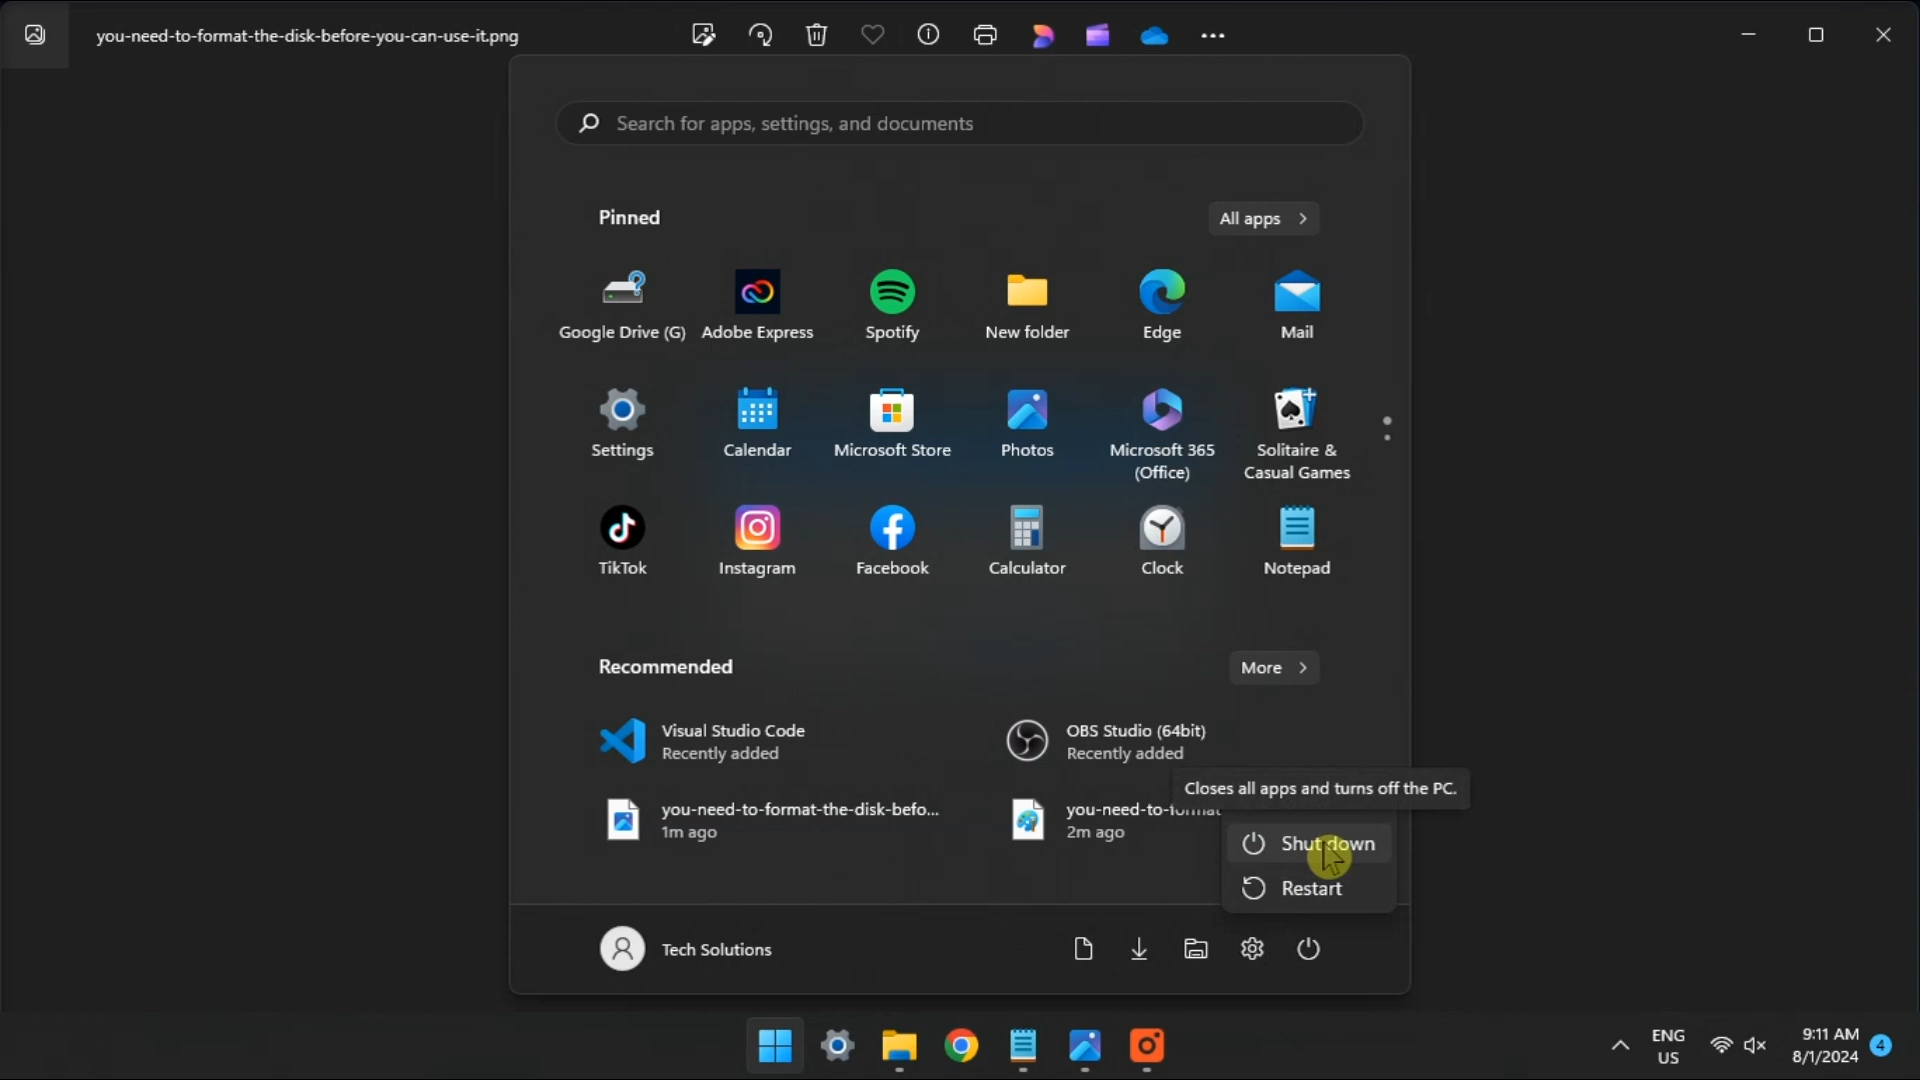 you-need-to-format-the-disk-before-you-can-use-it.png
Search for apps, settings, and documents
Pinned
All apps
Google Drive (G)
Adobe Express
Spotify
New folder
Edge
Mail
Settings
Calendar
Microsoft Store
Photos
Microsoft 365
(Office)
Solitaire &
Casual Games
TikTok
Instagram
Facebook
Calculator
Clock
Notepad
Recommended
More
Visual Studio Code
Recently added
OBS Studio (64bit)
Recently added
Closes all apps and turns off the PC.
you-need-to-format-the-disk-befo...
1m ago
you-need-to-format
2m ago
Shut down
Restart
Tech Solutions
ENG
US
9:11 AM
8/1/2024
4